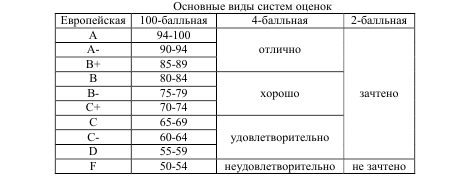 Основные виды систем оценок
Европейская 100-балльная 4-балльная 2-балльная
A 94-100
A- 90-94 отлично
B+ 85-89
B 80-84
B- 75-79 хорошо зачтено
C+ 70-74
C 65-69
C- 60-64 удовлетворительно
D 55-59
F 50-54 неудовлетворительно не зачтено